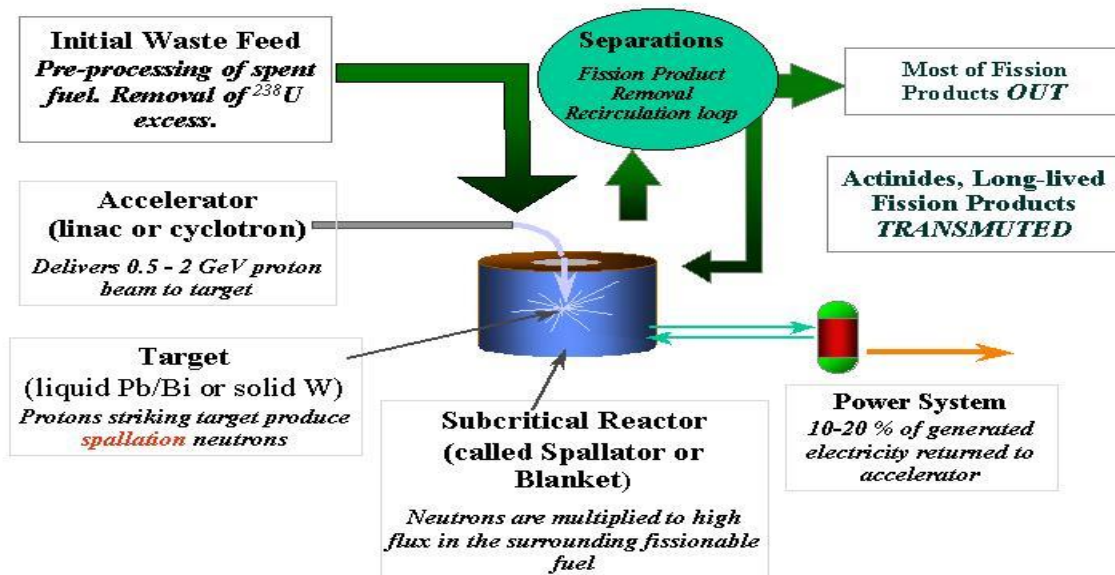 Initial Waste Feed
Pre-processing of spent
fuel. Removal of ²³⁸U
excess.
Separations
Fission Product
Removal
Recirculation loop
Most of Fission
Products OUT
Actinides, Long-lived
Fission Products
TRANSMUTED
Accelerator
(linac or cyclotron)
Delivers 0.5 - 2 GeV proton
beam to target
Target
(liquid Pb/Bi or solid W)
Protons striking target produce
spallation neutrons
Subcritical Reactor
(called Spallator or
Blanket)
Neutrons are multiplied to high
flux in the surrounding fissionable
fuel
Power System
10-20 % of generated
electricity returned to
accelerator